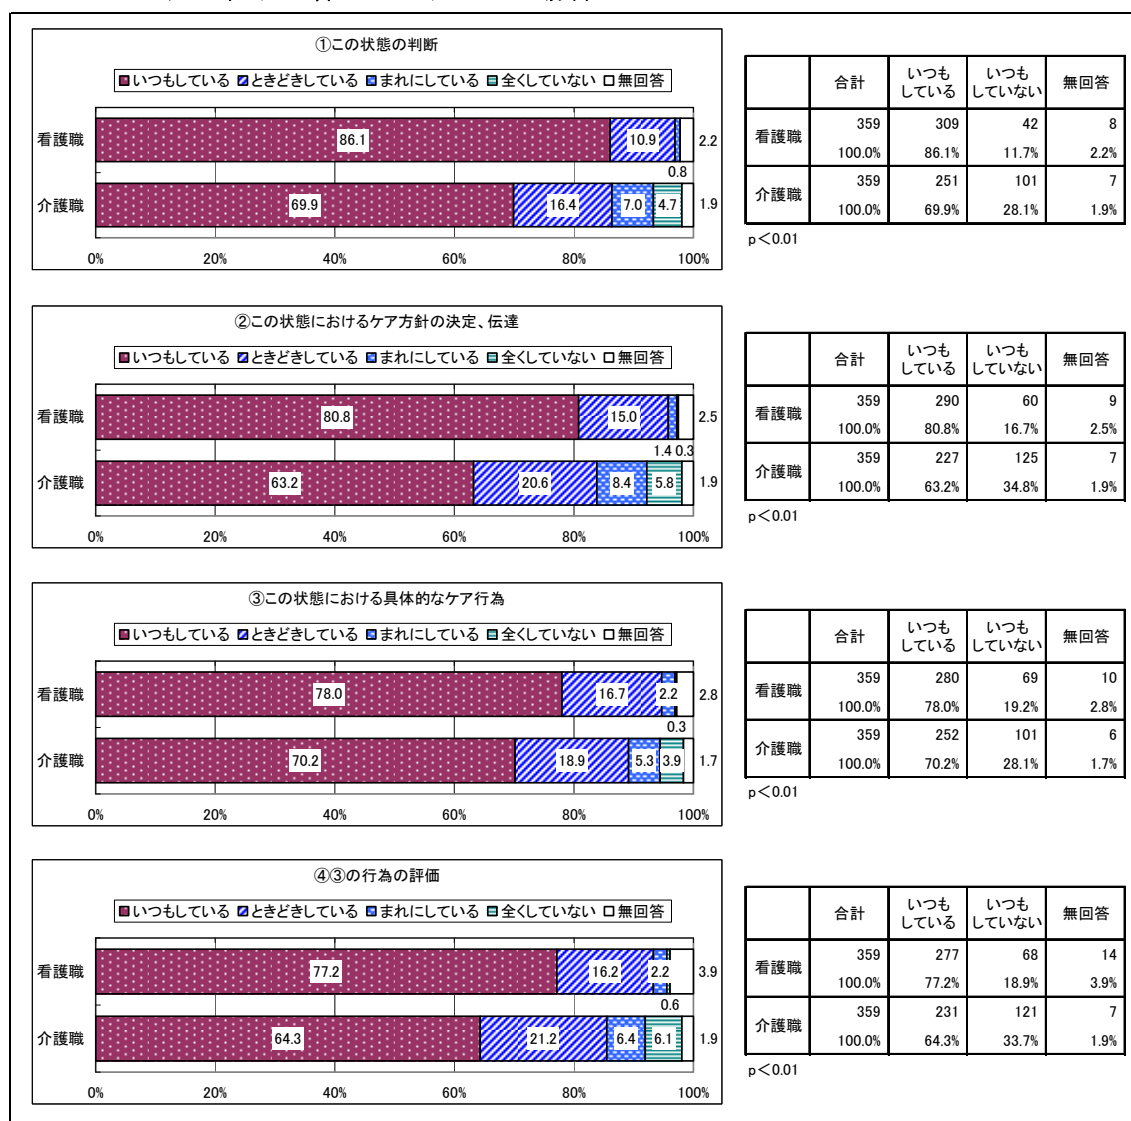 ①この状態の判断
いつもしている ときどきしている まれにしている 全くしていない 無回答
看護職 86.1 10.9 2.2
0.8
介護職 69.9 16.4 7.0 4.7 1.9
0% 20% 40% 60% 80% 100%
合計 いつもしている いつもしていない 無回答
看護職 359 309 42 8
100.0% 86.1% 11.7% 2.2%
介護職 359 251 101 7
100.0% 69.9% 28.1% 1.9%
p＜0.01
②この状態におけるケア方針の決定、伝達
いつもしている ときどきしている まれにしている 全くしていない 無回答
看護職 80.8 15.0 2.5
1.4 0.3
介護職 63.2 20.6 8.4 5.8 1.9
0% 20% 40% 60% 80% 100%
合計 いつもしている いつもしていない 無回答
看護職 359 290 60 9
100.0% 80.8% 16.7% 2.5%
介護職 359 227 125 7
100.0% 63.2% 34.8% 1.9%
p＜0.01
③この状態における具体的なケア行為
いつもしている ときどきしている まれにしている 全くしていない 無回答
看護職 78.0 16.7 2.2 2.8
0.3
介護職 70.2 18.9 5.3 3.9 1.7
0% 20% 40% 60% 80% 100%
合計 いつもしている いつもしていない 無回答
看護職 359 280 69 10
100.0% 78.0% 19.2% 2.8%
介護職 359 252 101 6
100.0% 70.2% 28.1% 1.7%
p＜0.01
④③の行為の評価
いつもしている ときどきしている まれにしている 全くしていない 無回答
看護職 77.2 16.2 2.2 3.9
0.6
介護職 64.3 21.2 6.4 6.1 1.9
0% 20% 40% 60% 80% 100%
合計 いつもしている いつもしていない 無回答
看護職 359 277 68 14
100.0% 77.2% 18.9% 3.9%
介護職 359 231 121 7
100.0% 64.3% 33.7% 1.9%
p＜0.01